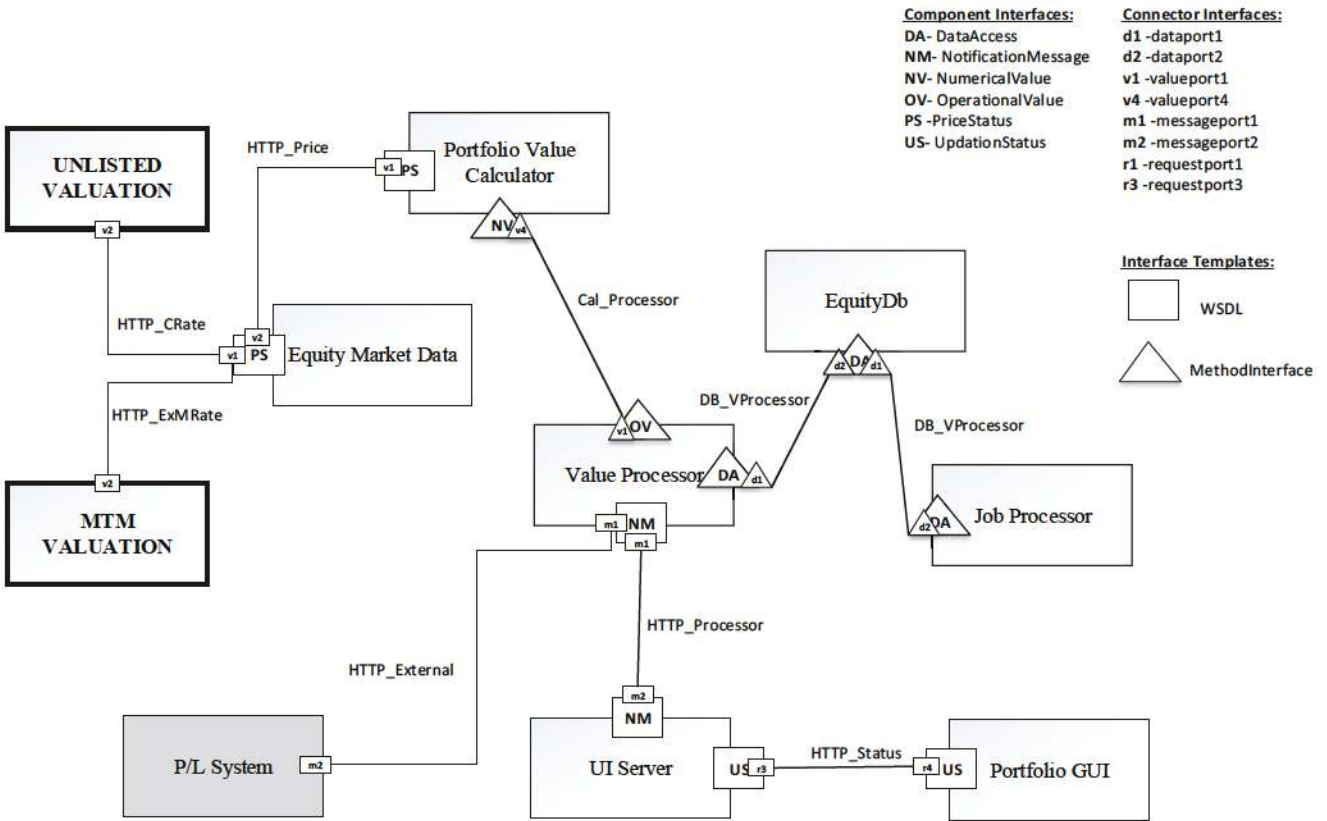 Component Interfaces:
DA- DataAccess
NM- NotificationMessage
NV- NumericalValue
OV- OperationalValue
PS -PriceStatus
US- UpdationStatus
Connector Interfaces:
d1 -dataport1
d2 -dataport2
v1 -valueport1
v4 -valueport4
m1 -messageport1
m2 -messageport2
r1 -requestport1
r3 -requestport3
Interface Templates:
WSDL
MethodInterface
UNLISTED
VALUATION
v2
HTTP_Price
v1
PS
Portfolio Value
Calculator
NV
v4
HTTP_CRate
v2
v1
PS
Equity Market Data
Cal_Processor
EquityDb
d2
DA
d1
HTTP_ExMRate
v2
MTM
VALUATION
v1
OV
DB_VProcessor
DB_VProcessor
Value Processor
DA
d1
m1
NM
m1
d2
DA
Job Processor
HTTP_Processor
HTTP_External
P/L System
m2
m2
NM
UI Server
US
r3
HTTP_Status
r4
US
Portfolio GUI